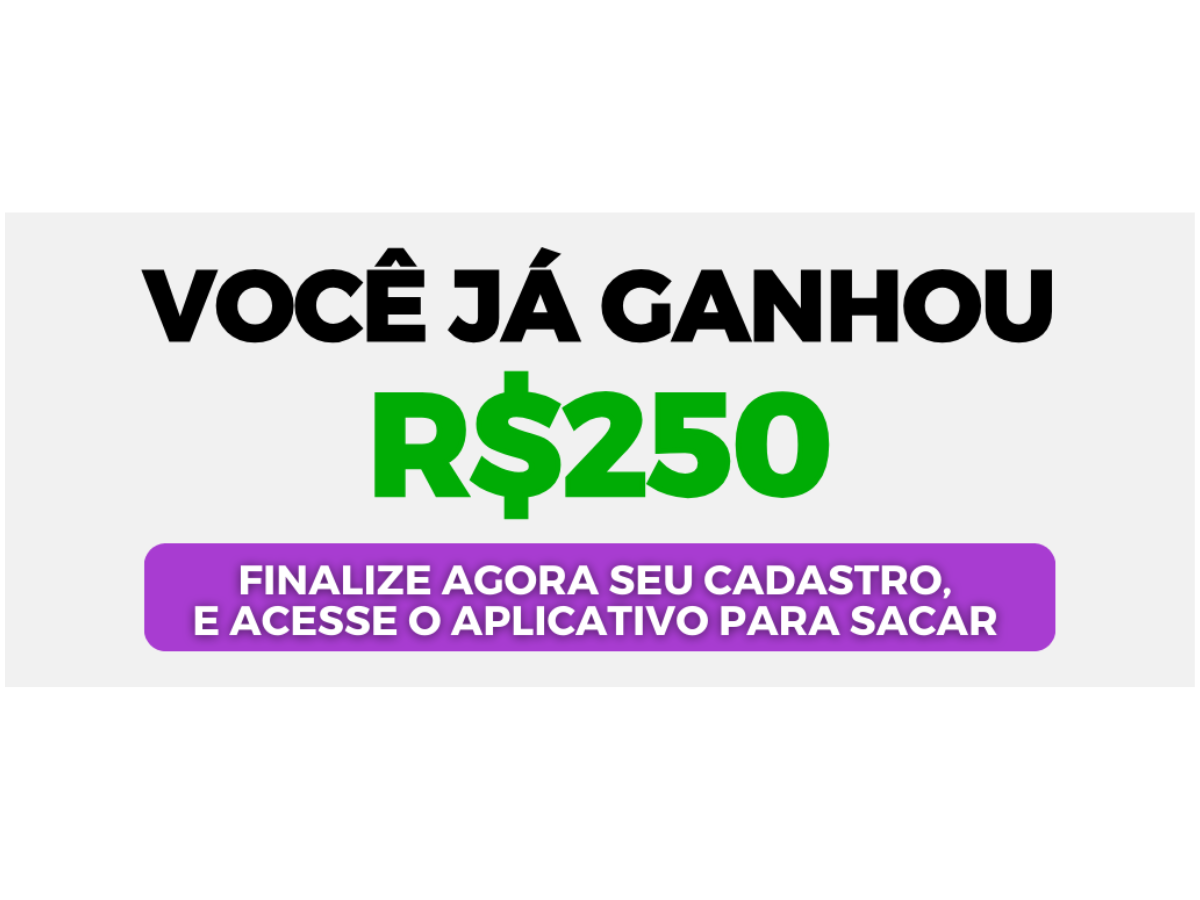 VOCÊ JÁ GANHOU
R$250
FINALIZE AGORA SEU CADASTRO,
E ACESSE O APLICATIVO PARA SACAR